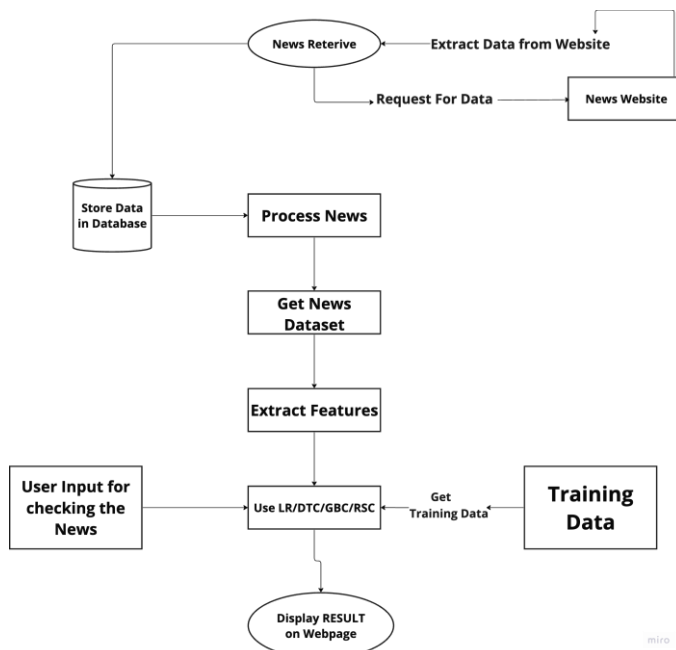 News Reterive
Extract Data from Website
Request For Data
News Website
Store Data
in Database
Process News
Get News
Dataset
Extract Features
User Input for
checking the
News
Use LR/DTC/GBC/RSC
Get
Training Data
Training
Data
Display RESULT
on Webpage
miro